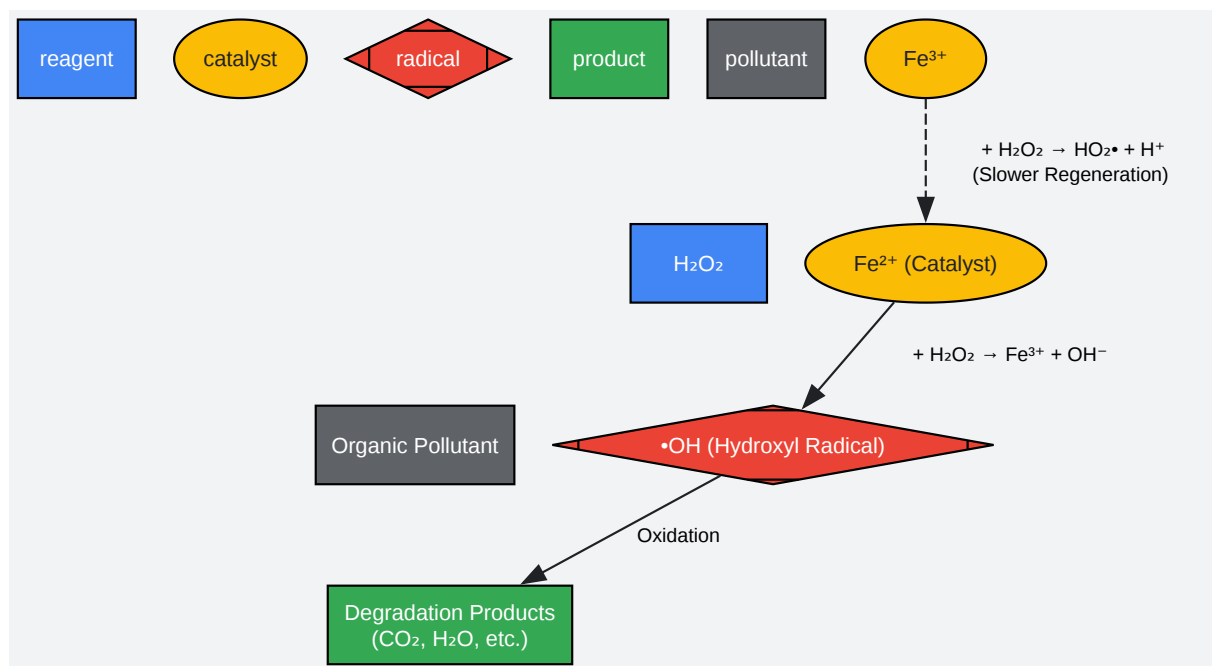 reagent
catalyst
radical
product
pollutant
Fe³⁺
+ H₂O₂ → HO₂• + H⁺
(Slower Regeneration)
H₂O₂
Fe²⁺ (Catalyst)
+ H₂O₂ → Fe³⁺ + OH⁻
Organic Pollutant
•OH (Hydroxyl Radical)
Oxidation
Degradation Products
(CO₂, H₂O, etc.)